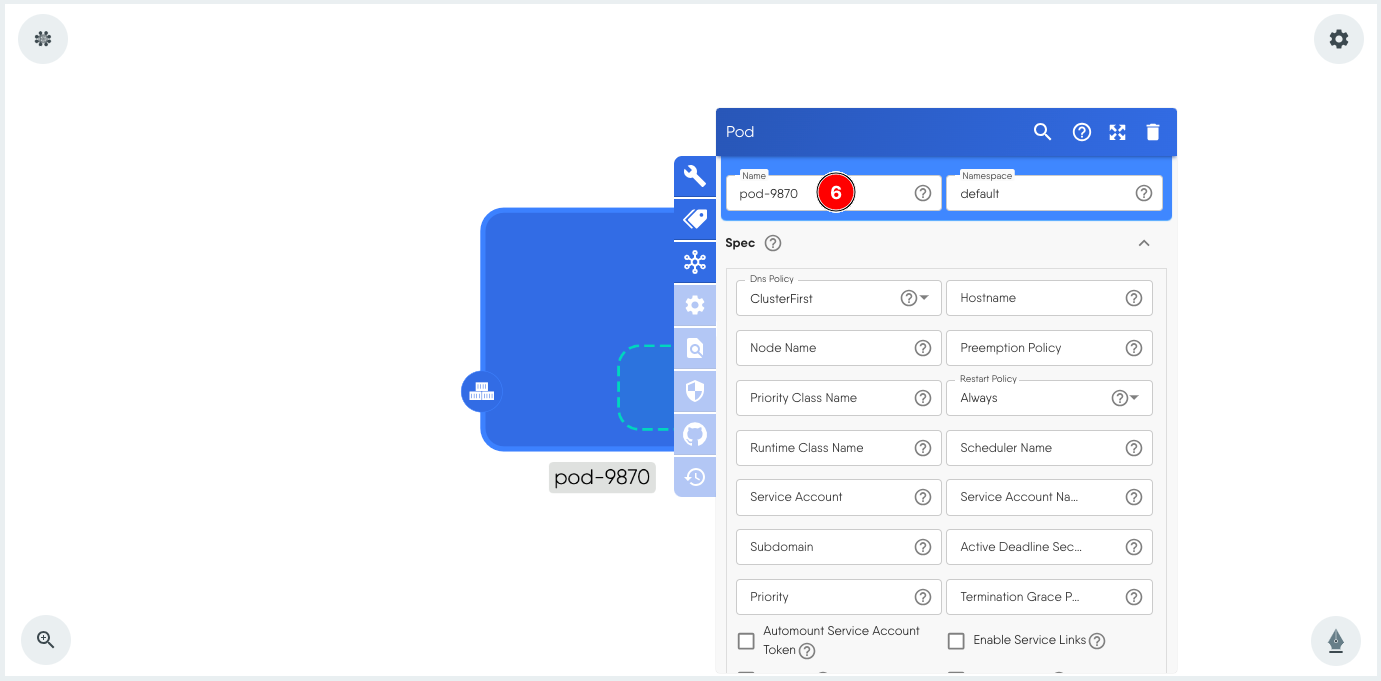 Pod
Name
pod-9870
6
Namespace
default
Spec
Dns Policy
ClusterFirst
Hostname
Node Name
Preemption Policy
Priority Class Name
Restart Policy
Always
Runtime Class Name
Scheduler Name
Service Account
Service Account Na...
Subdomain
Active Deadline Sec...
Priority
Termination Grace P...
Automount Service Account
Token
Enable Service Links
pod-9870